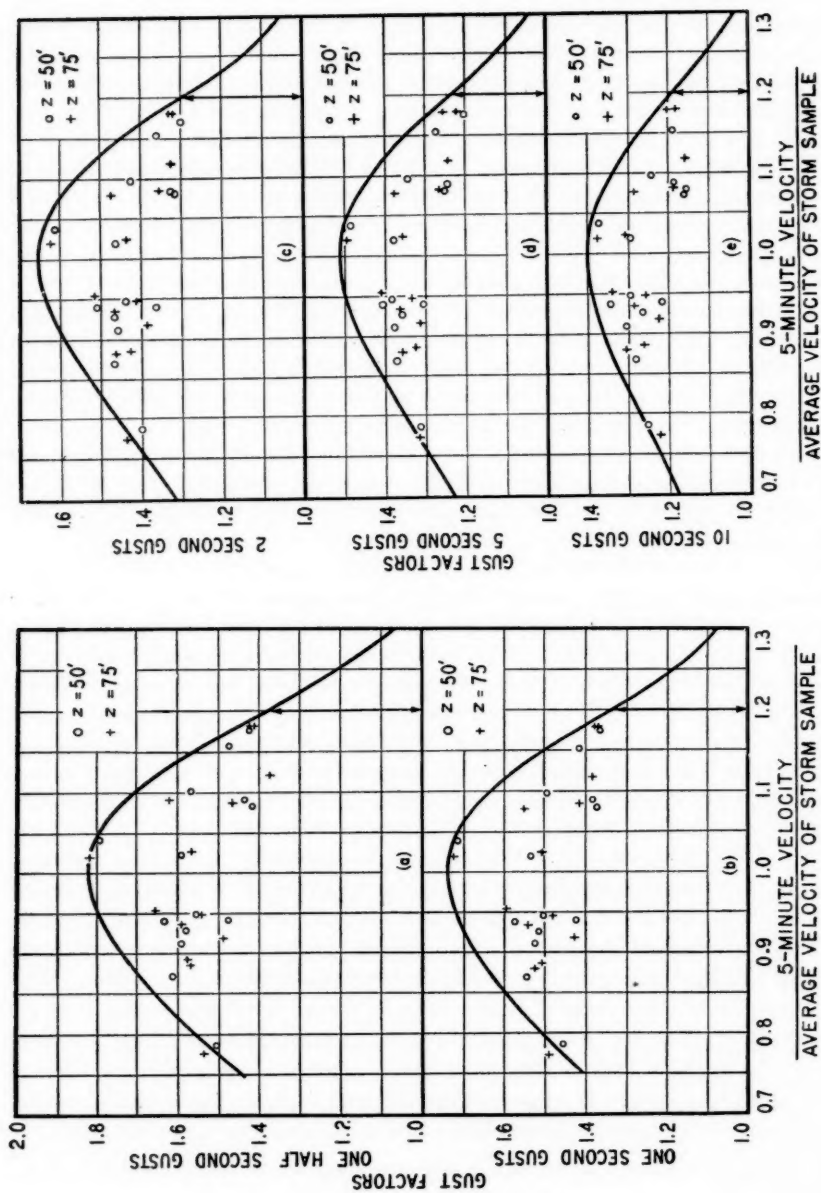 GUST FACTORS
ONE HALF SECOND GUSTS
2.0
1.8
1.6
1.4
1.2
1.0
o z = 50'
+ z = 75'
(a)
ONE SECOND GUSTS
1.8
1.6
1.4
1.2
1.0
o z = 50'
+ z = 75'
(b)
0.7 0.8 0.9 1.0 1.1 1.2 1.3
5-MINUTE VELOCITY
AVERAGE VELOCITY OF STORM SAMPLE
GUST FACTORS
2 SECOND GUSTS
1.6
1.4
1.2
1.0
o z = 50'
+ z = 75'
(c)
5 SECOND GUSTS
1.4
1.2
1.0
o z = 50'
+ z = 75'
(d)
10 SECOND GUSTS
1.4
1.2
1.0
o z = 50'
+ z = 75'
(e)
0.7 0.8 0.9 1.0 1.1 1.2 1.3
5-MINUTE VELOCITY
AVERAGE VELOCITY OF STORM SAMPLE